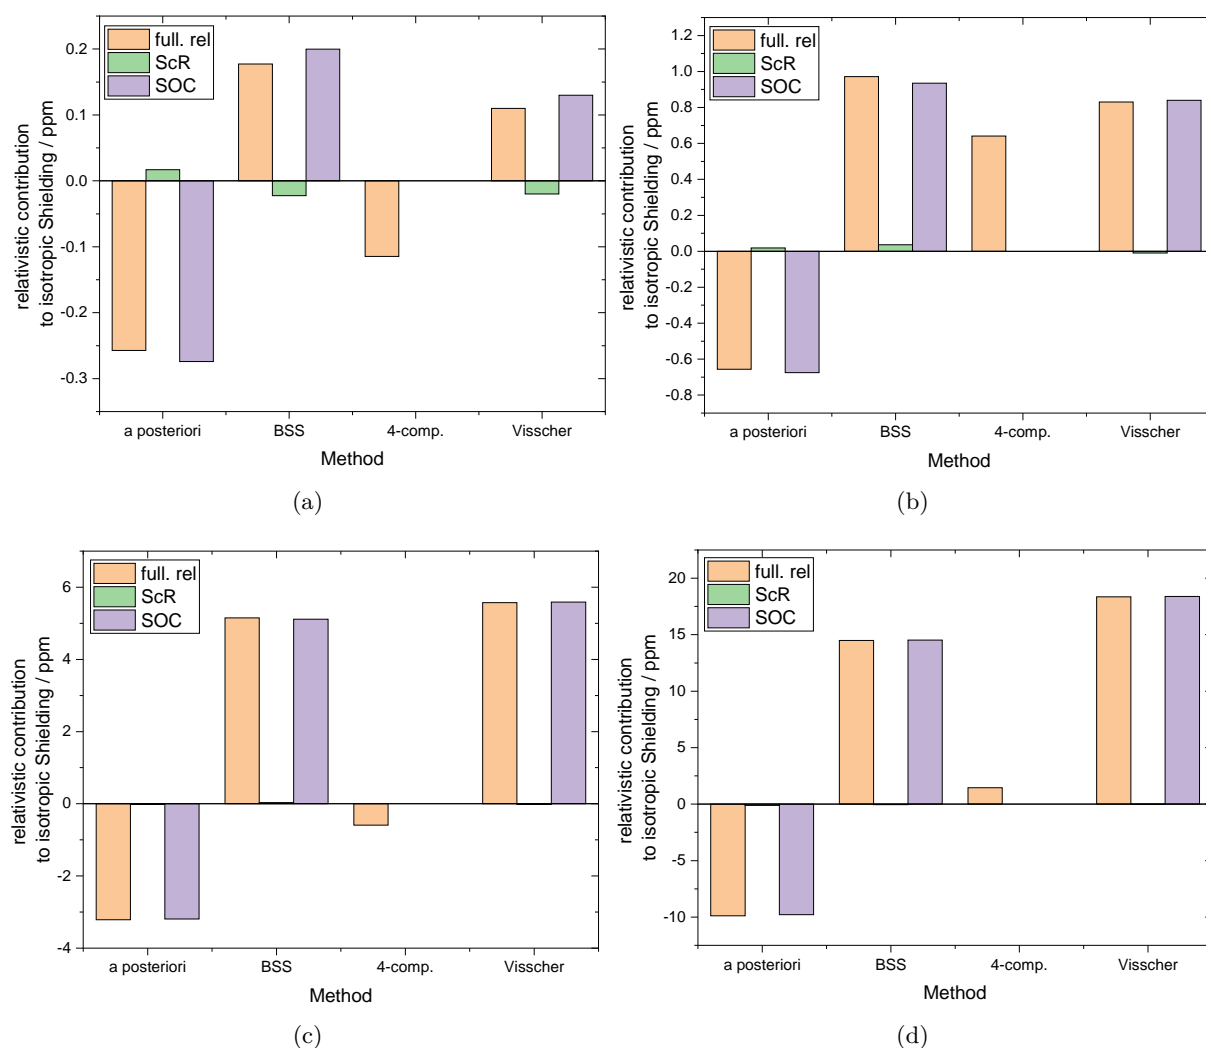 full. rel
ScR
SOC
0.2
0.1
0.0
-0.1
-0.2
-0.3
relativistic contribution
to isotropic Shielding / ppm
a posteriori BSS 4-comp. Visscher
Method
(a)
full. rel
ScR
SOC
1.2
1.0
0.8
0.6
0.4
0.2
0.0
-0.2
-0.4
-0.6
-0.8
relativistic contribution
to isotropic Shielding / ppm
a posteriori BSS 4-comp. Visscher
Method
(b)
full. rel
ScR
SOC
6
4
2
0
-2
-4
relativistic contribution
to isotropic Shielding / ppm
a posteriori BSS 4-comp. Visscher
Method
(c)
full. rel
ScR
SOC
20
15
10
5
0
-5
-10
relativistic contribution
to isotropic Shielding / ppm
a posteriori BSS 4-comp. Visscher
Method
(d)